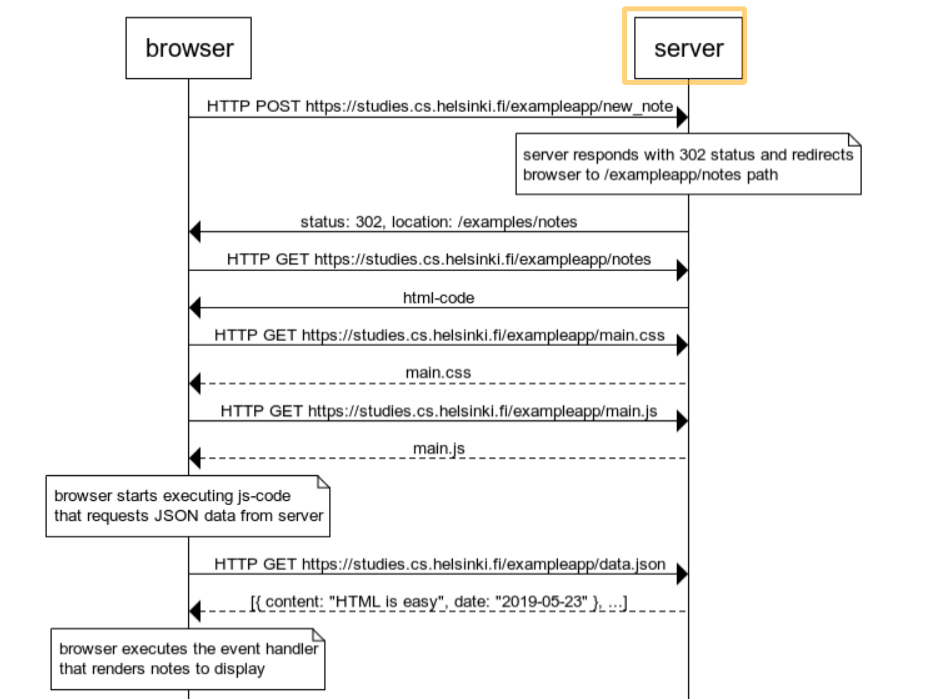 browser
server
HTTP POST https://studies.cs.helsinki.fi/exampleapp/new_note
server responds with 302 status and redirects
browser to /exampleapp/notes path
status: 302, location: /examples/notes
HTTP GET https://studies.cs.helsinki.fi/exampleapp/notes
html-code
HTTP GET https://studies.cs.helsinki.fi/exampleapp/main.css
main.css
HTTP GET https://studies.cs.helsinki.fi/exampleapp/main.js
main.js
browser starts executing js-code
that requests JSON data from server
HTTP GET https://studies.cs.helsinki.fi/exampleapp/data.json
[{ content: "HTML is easy", date: "2019-05-23" }, ...]
browser executes the event handler
that renders notes to display